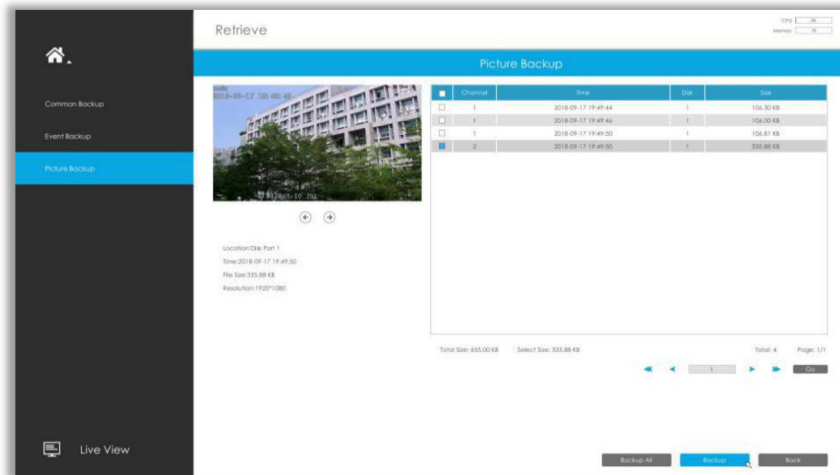 Retrieve
CPU
Memory
Picture Backup
Common Backup
Event Backup
Picture Backup
Channel Time Disk Size
1 2018-09-17 19:49:44 1 106.30 KB
1 2018-09-17 19:49:46 1 106.00 KB
1 2018-09-17 19:49:50 1 106.81 KB
2 2018-09-17 19:49:50 1 335.88 KB
Location:Disk Port 1
Time:2018-09-17 19:49:50
File Size:335.88 KB
Resolution:1920*1080
Total Size: 655.00 KB Select Size: 335.88 KB Total: 4 Page: 1/1
1 Go
Live View
Backup All Backup Back